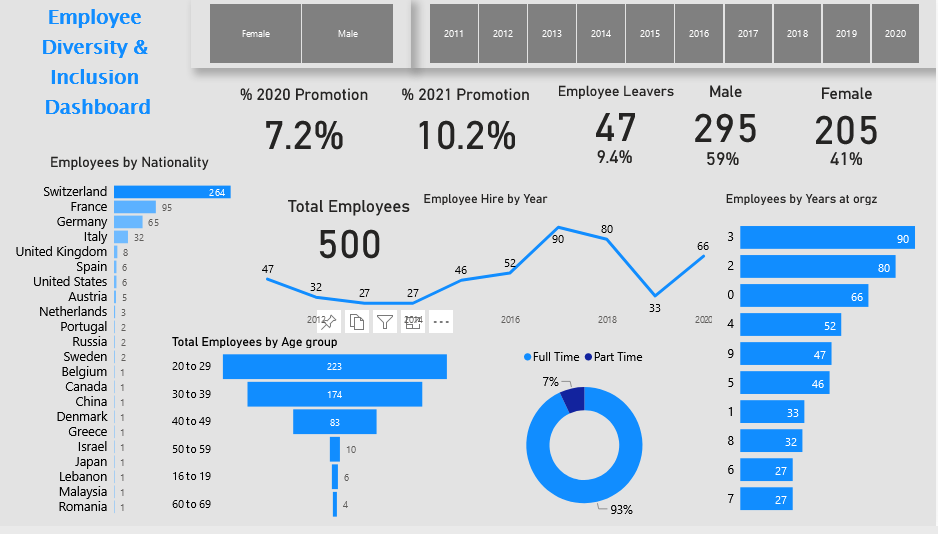 Employee
Diversity &
Inclusion
Dashboard
Female
Male
2011
2012
2013
2014
2015
2016
2017
2018
2019
2020
% 2020 Promotion
7.2%
% 2021 Promotion
10.2%
Employee Leavers
47
9.4%
Male
295
59%
Female
205
41%
Employees by Nationality
Switzerland 264
France 95
Germany 65
Italy 32
United Kingdom 8
Spain 6
United States 6
Austria 5
Netherlands 3
Portugal 2
Russia 2
Sweden 2
Belgium 1
Canada 1
China 1
Denmark 1
Greece 1
Israel 1
Japan 1
Lebanon 1
Malaysia 1
Romania 1
Total Employees
500
Employee Hire by Year
47
32
27
27
46
52
90
80
33
66
2012
2014
2016
2018
2020
Total Employees by Age group
20 to 29 223
30 to 39 174
40 to 49 83
50 to 59 10
16 to 19 6
60 to 69 4
Full Time Part Time
7%
93%
Employees by Years at orgz
3 90
2 80
0 66
4 52
9 47
5 46
1 33
8 32
6 27
7 27